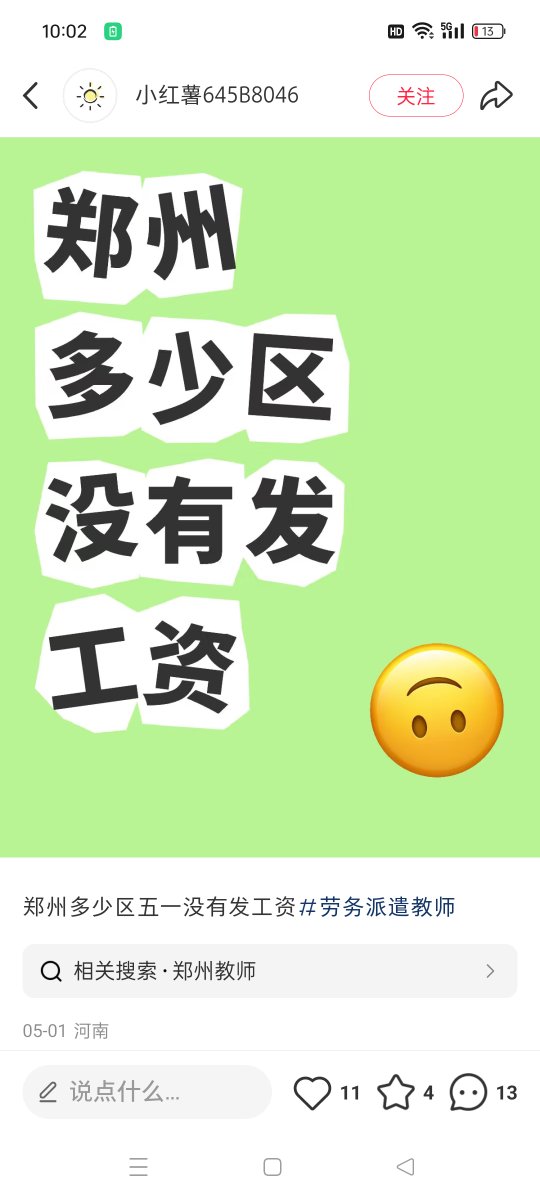 10:02
HD 5G 13
小红薯645B8046
关注
郑州
多少区
没有发
工资
郑州多少区五一没有发工资#劳务派遣教师
相关搜索·郑州教师
05-01 河南
说点什么...
11
4
13